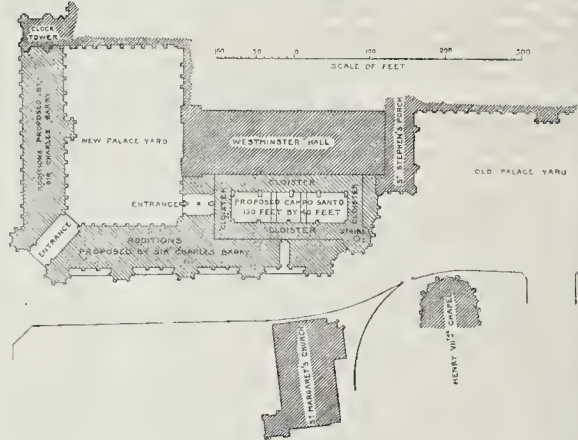 CLOCK
TOWER
100 50 0 100 200 300
SCALE OF FEET
ADDITIONS PROPOSED BY
SIR CHARLES BARRY
NEW PALACE YARD
WESTMINSTER HALL
ST STEPHEN'S PORCH
OLD PALACE YARD
CLOISTER
CLOISTER
PROPOSED CAMPO SANTO
130 FEET BY 40 FEET
CLOISTER
CLOISTER
ENTRANCE
STAIRS
ENTRANCE
ADDITIONS
PROPOSED BY SIR CHARLES BARRY
ST MARGARET'S CHURCH
HENRY VIITHS CHAPEL